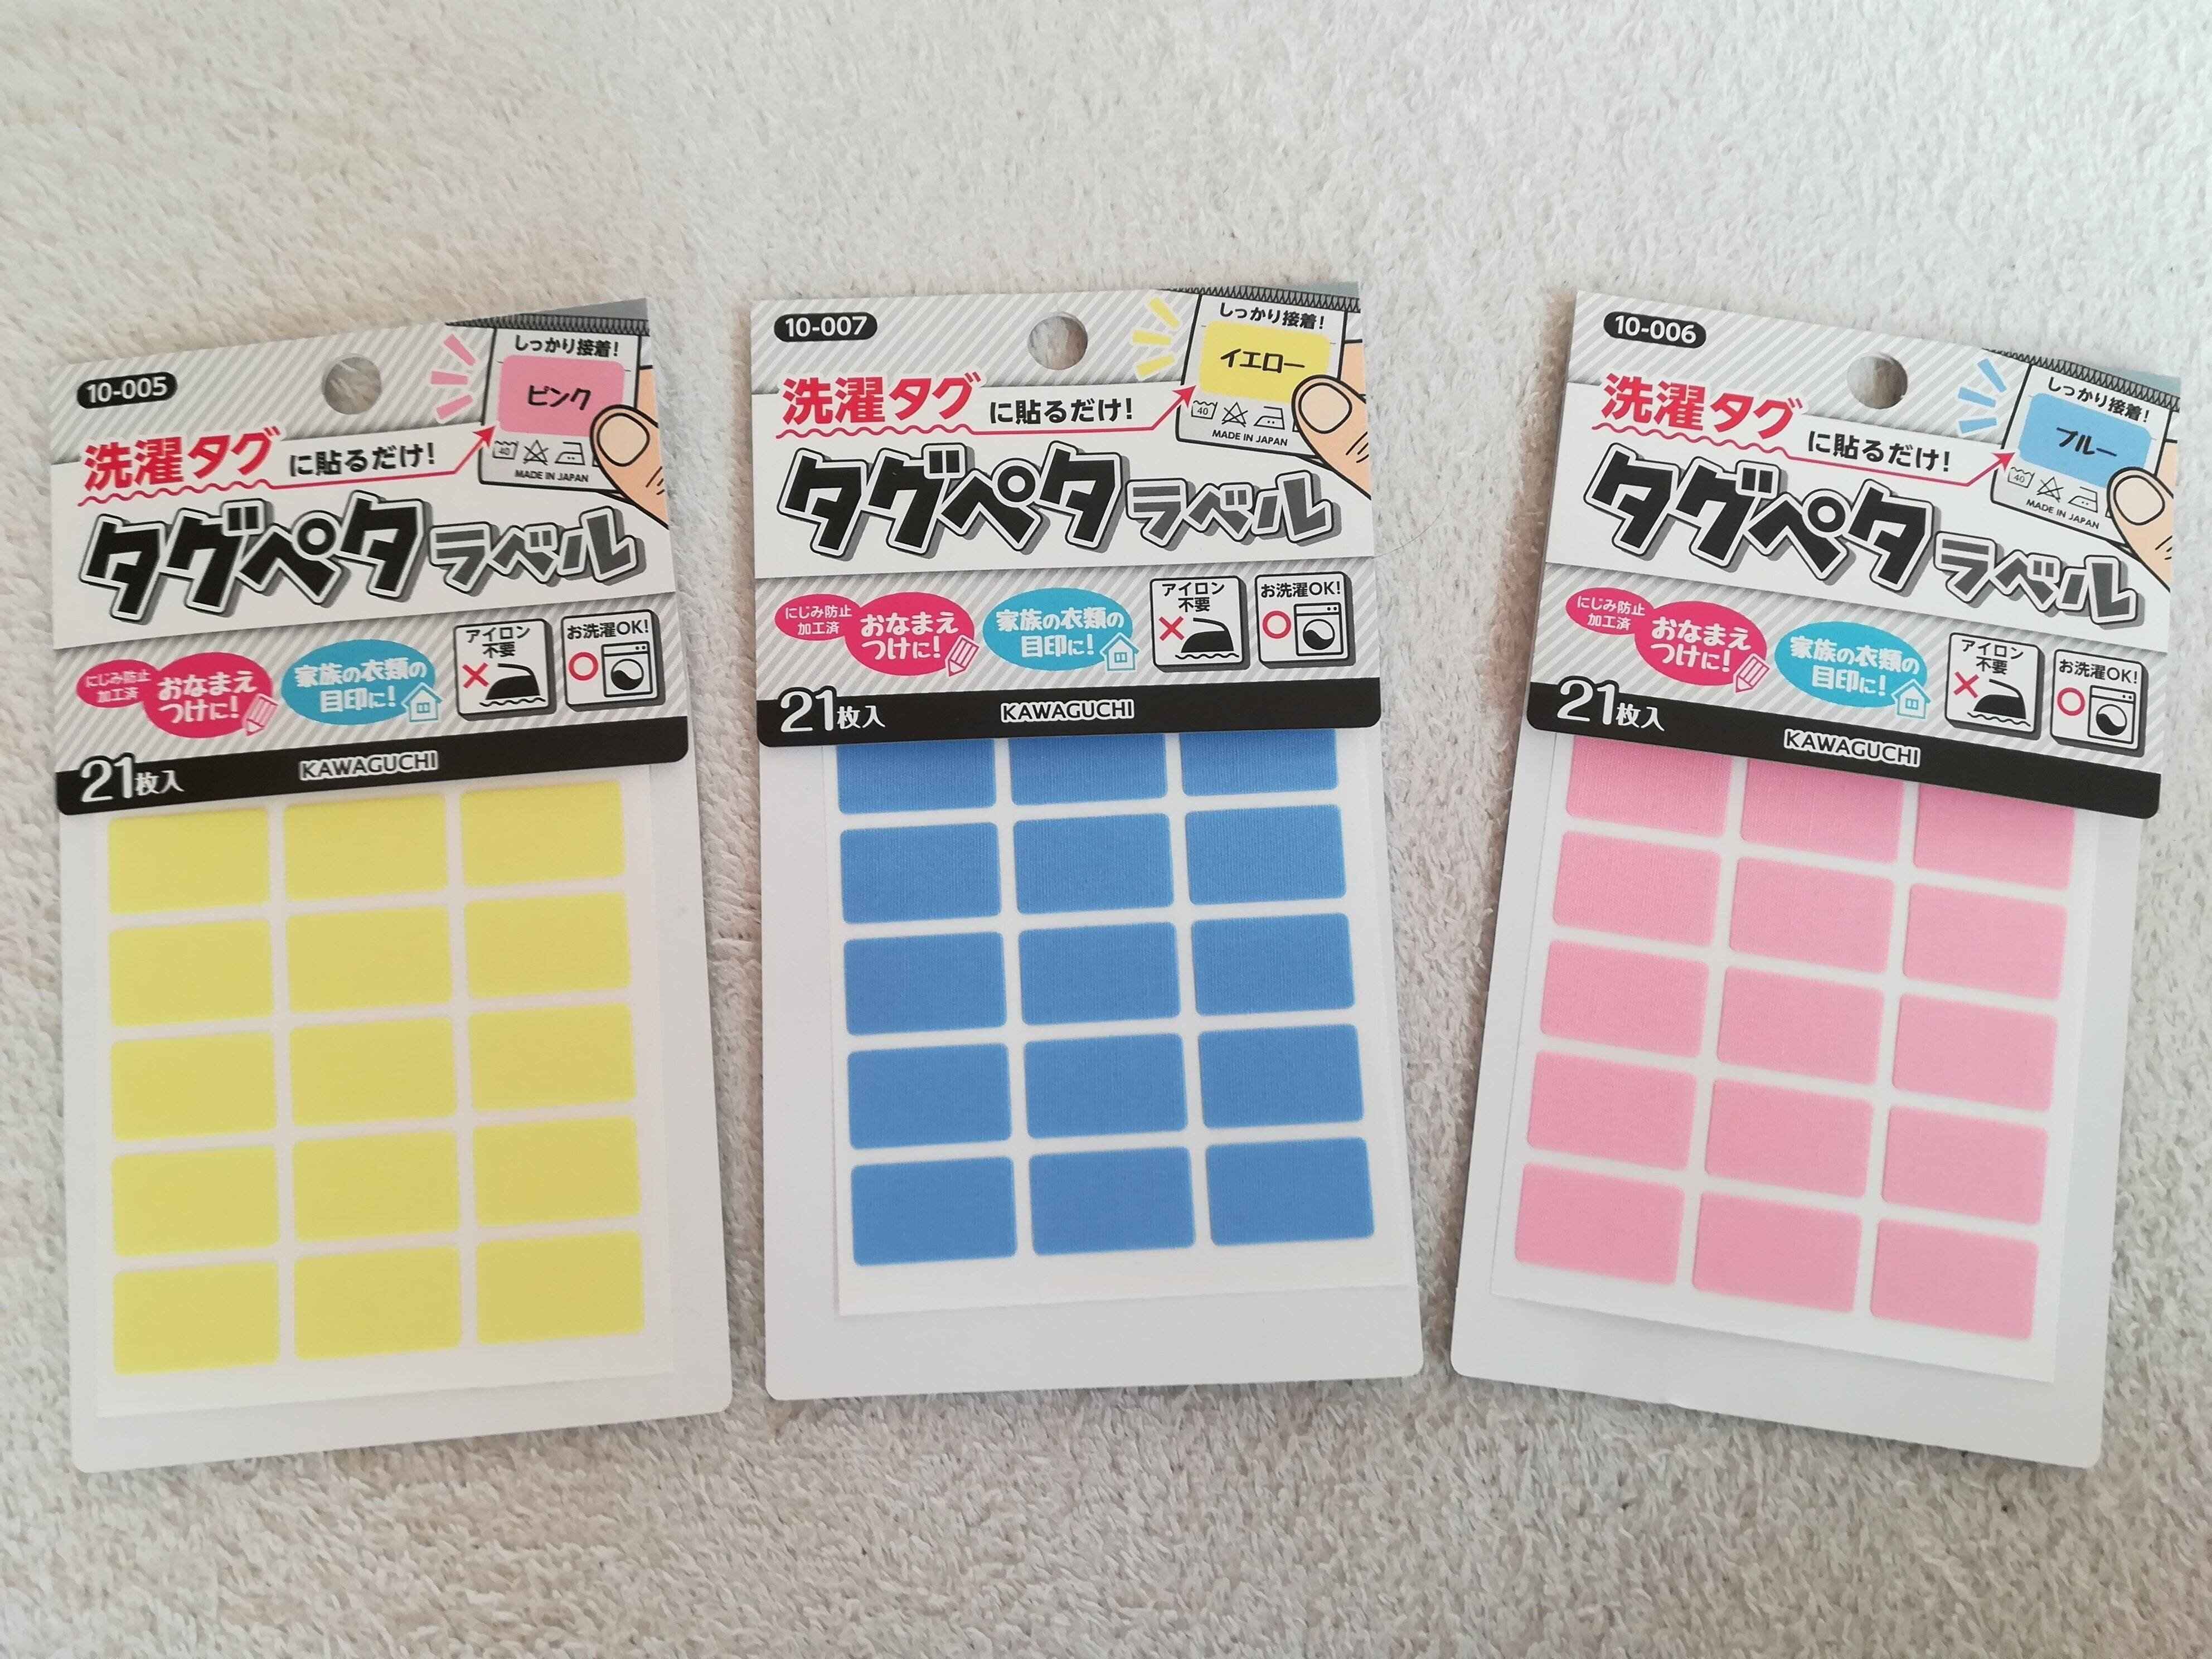 10-005
しっかり接着!
ピンク
洗濯タグに貼るだけ!
40
MADE IN JAPAN
タグペタラベル
にじみ防止
加工済
おなまえ
つけに!
家族の衣類の
目印に!
アイロン
不要
お洗濯OK!
21枚入
KAWAGUCHI
10-007
しっかり接着!
イエロー
洗濯タグに貼るだけ!
40
MADE IN JAPAN
タグペタラベル
にじみ防止
加工済
おなまえ
つけに!
家族の衣類の
目印に!
アイロン
不要
お洗濯OK!
21枚入
KAWAGUCHI
10-006
しっかり接着!
ブルー
洗濯タグに貼るだけ!
40
MADE IN JAPAN
タグペタラベル
にじみ防止
加工済
おなまえ
つけに!
家族の衣類の
目印に!
アイロン
不要
お洗濯OK!
21枚入
KAWAGUCHI